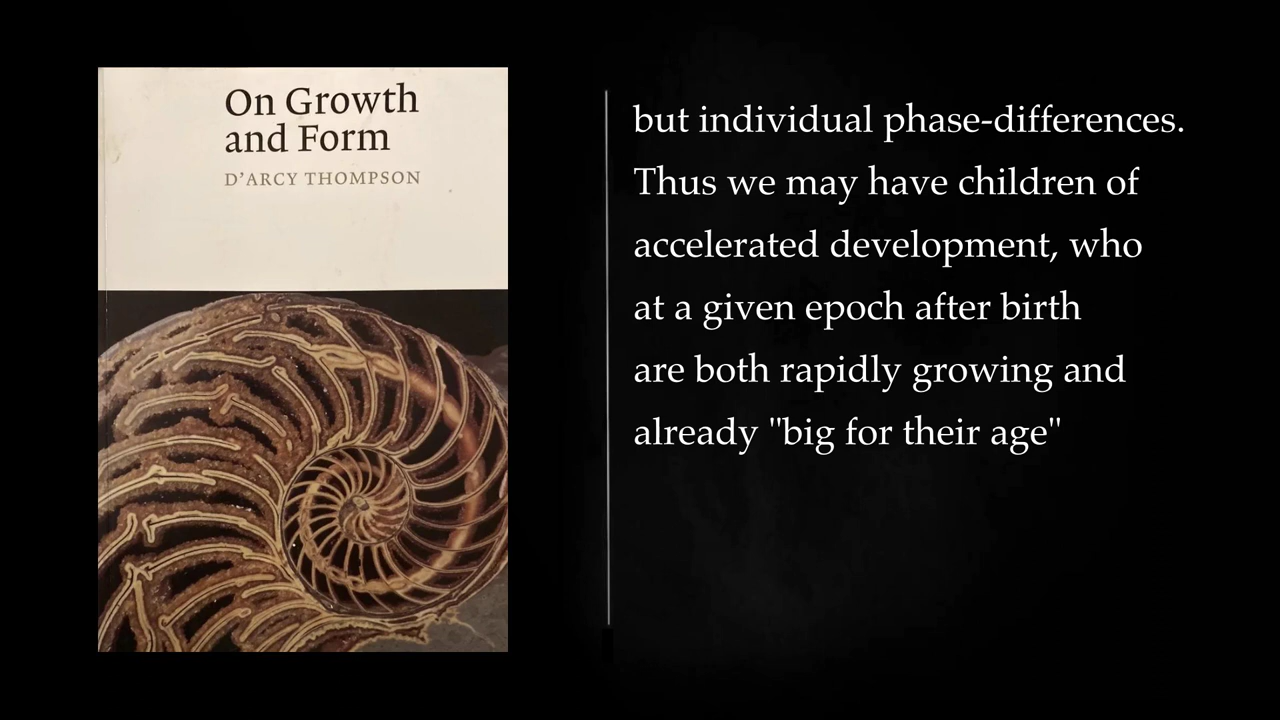 On Growth
and Form
D'ARCY THOMPSON
but individual phase-differences.
Thus we may have children of
accelerated development, who
at a given epoch after birth
are both rapidly growing and
already "big for their age"